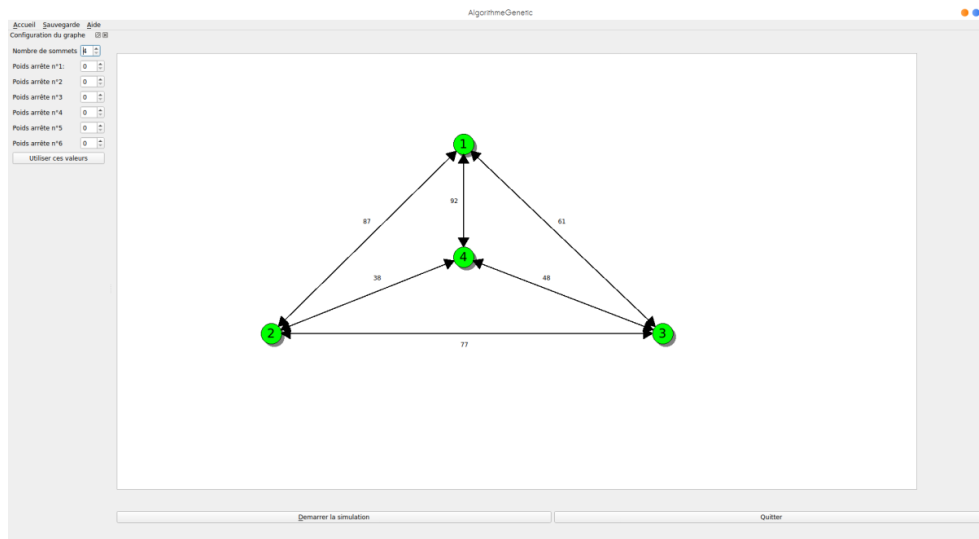 AlgorithmeGenetic
Accueil Sauvegarde Aide
Configuration du graphe
Nombre de sommets 4
Poids arrête n°1: 0
Poids arrête n°2 0
Poids arrête n°3 0
Poids arrête n°4 0
Poids arrête n°5 0
Poids arrête n°6 0
Utiliser ces valeurs
1
92
87
61
4
38
48
2
3
77
Demarrer la simulation
Quitter